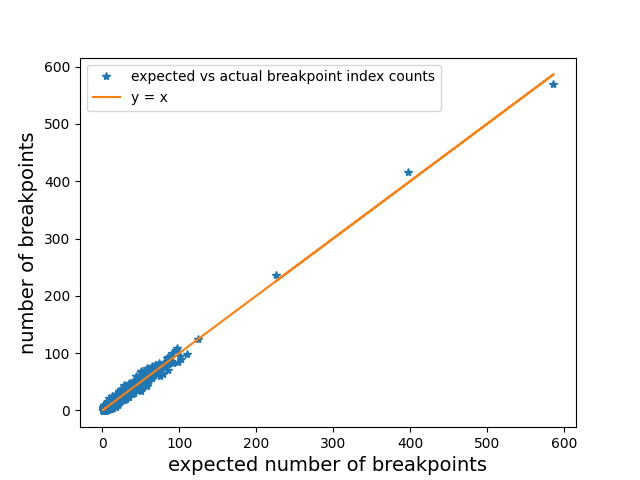 expected vs actual breakpoint index counts
y = x
600
500
400
300
200
100
0
number of breakpoints
0 100 200 300 400 500 600
expected number of breakpoints